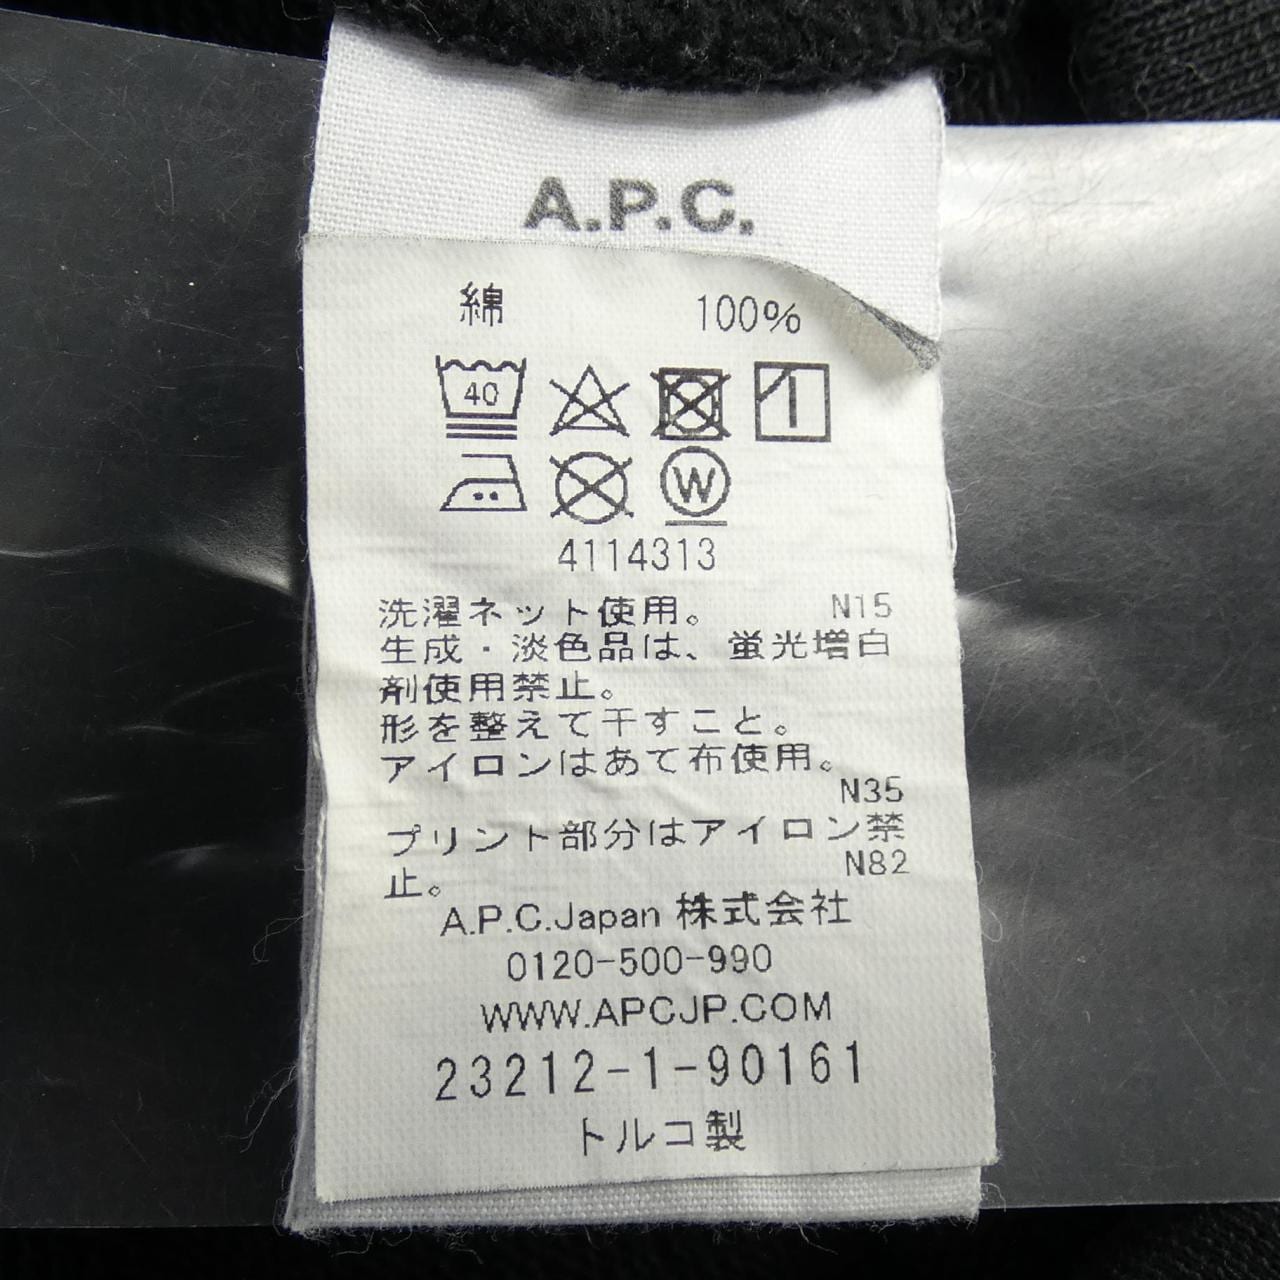 A.P.C.
綿 100%
40
W
4114313
洗濯ネット使用。 N15
生成・淡色品は、蛍光増白
剤使用禁止。
形を整えて干すこと。
アイロンはあて布使用。
N35
プリント部分はアイロン禁
止。 N82
A.P.C.Japan 株式会社
0120-500-990
WWW.APCJP.COM
23212-1-90161
トルコ製